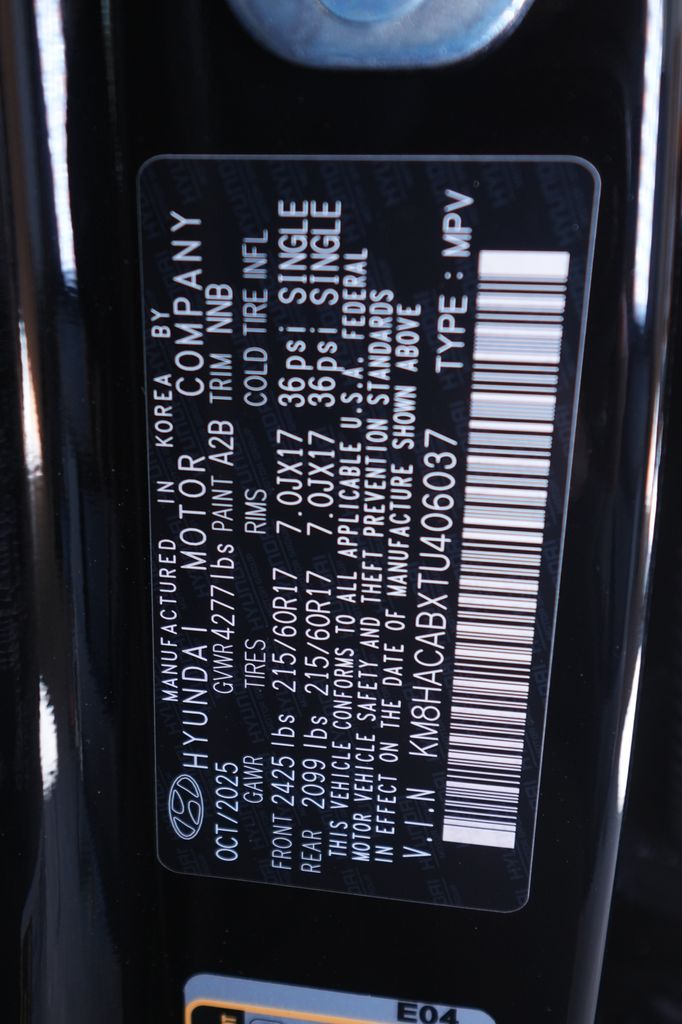 MANUFACTURED IN KOREA BY
HYUNDAI MOTOR COMPANY
OCT/2025 GVWR 4277lbs PAINT A2B TRIM NNB
GAWR TIRES RIMS COLD TIRE INFL
FRONT 2425 lbs 215/60R17 7.0JX17 36psi SINGLE
REAR 2099 lbs 215/60R17 7.0JX17 36psi SINGLE
THIS VEHICLE CONFORMS TO ALL APPLICABLE U.S.A. FEDERAL
MOTOR VEHICLE SAFETY AND THEFT PREVENTION STANDARDS
IN EFFECT ON THE DATE OF MANUFACTURE SHOWN ABOVE
V.I.N KM8HACABXTU406037
TYPE : MPV
E04